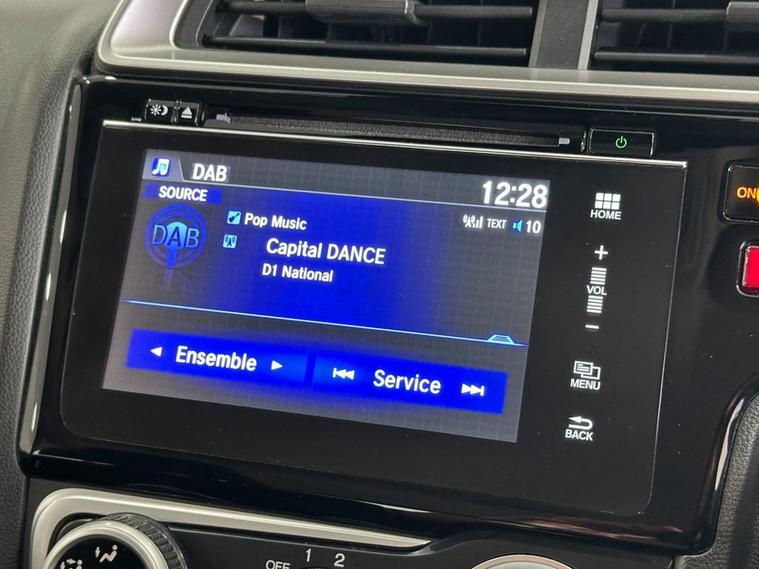 DAB
12:28
SOURCE
DAB
Pop Music
TEXT 10
Capital DANCE
D1 National
Ensemble
Service
HOME
+
VOL
−
MENU
BACK
ON
OFF
1 2